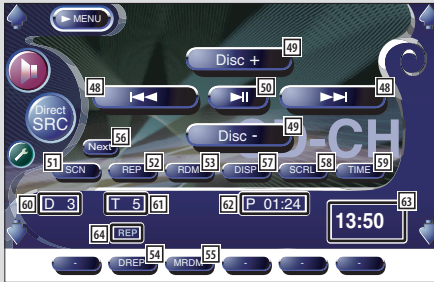 ► MENU
49
Disc +
48
50
48
⏮
►II
⏭
Direct
SRC
49
Disc -
CD-CH
56
Next
51
52
53
57
58
59
SCN
REP
RDM
DISP
SCRL
TIME
60
D 3
T 5
61
62
P 01:24
63
13:50
64
REP
54
55
-
DREP
MRDM
-
-
-